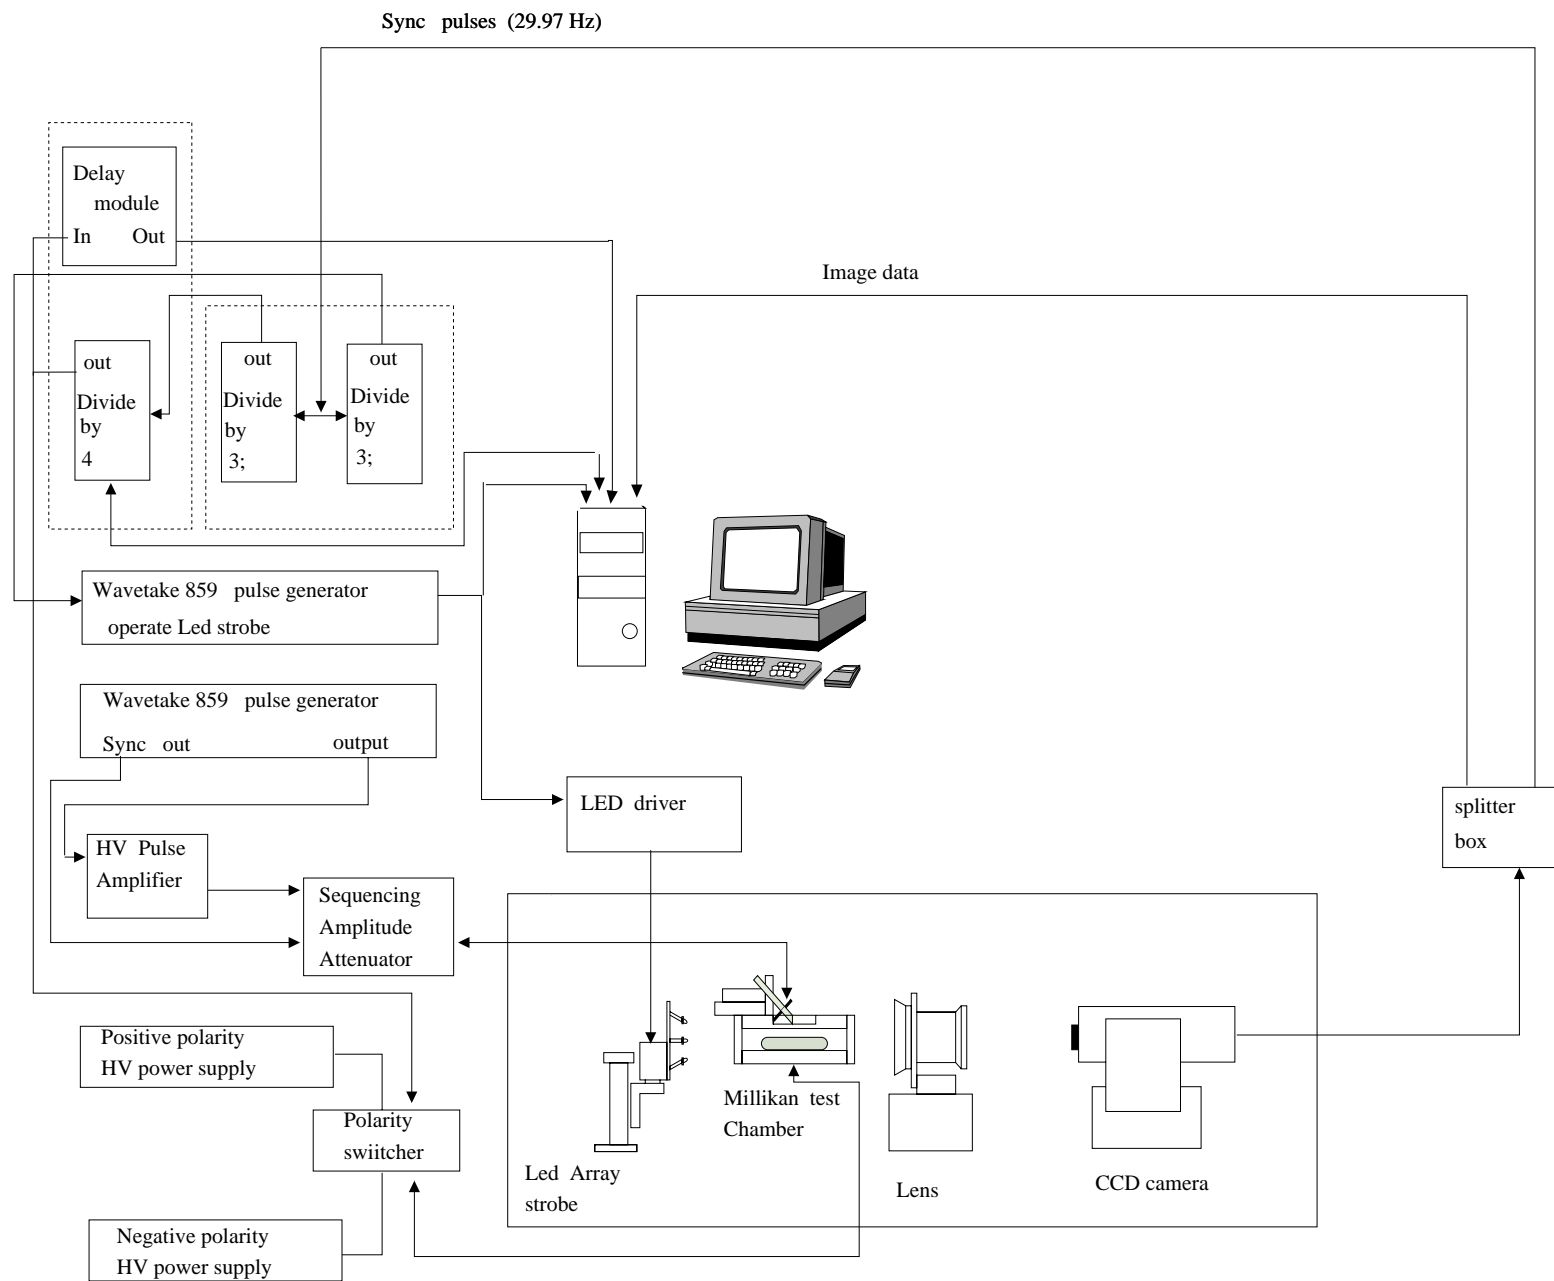 Sync pulses (29.97 Hz)
Delay
module
In Out
Image data
out
Divide
by
4
out
Divide
by
3;
out
Divide
by
3;
Wavetake 859 pulse generator
operate Led strobe
Wavetake 859 pulse generator
Sync out output
LED driver
splitter
box
HV Pulse
Amplifier
Sequencing
Amplitude
Attenuator
Positive polarity
HV power supply
Polarity
swiitcher
Negative polarity
HV power supply
Led Array
strobe
Millikan test
Chamber
Lens
CCD camera